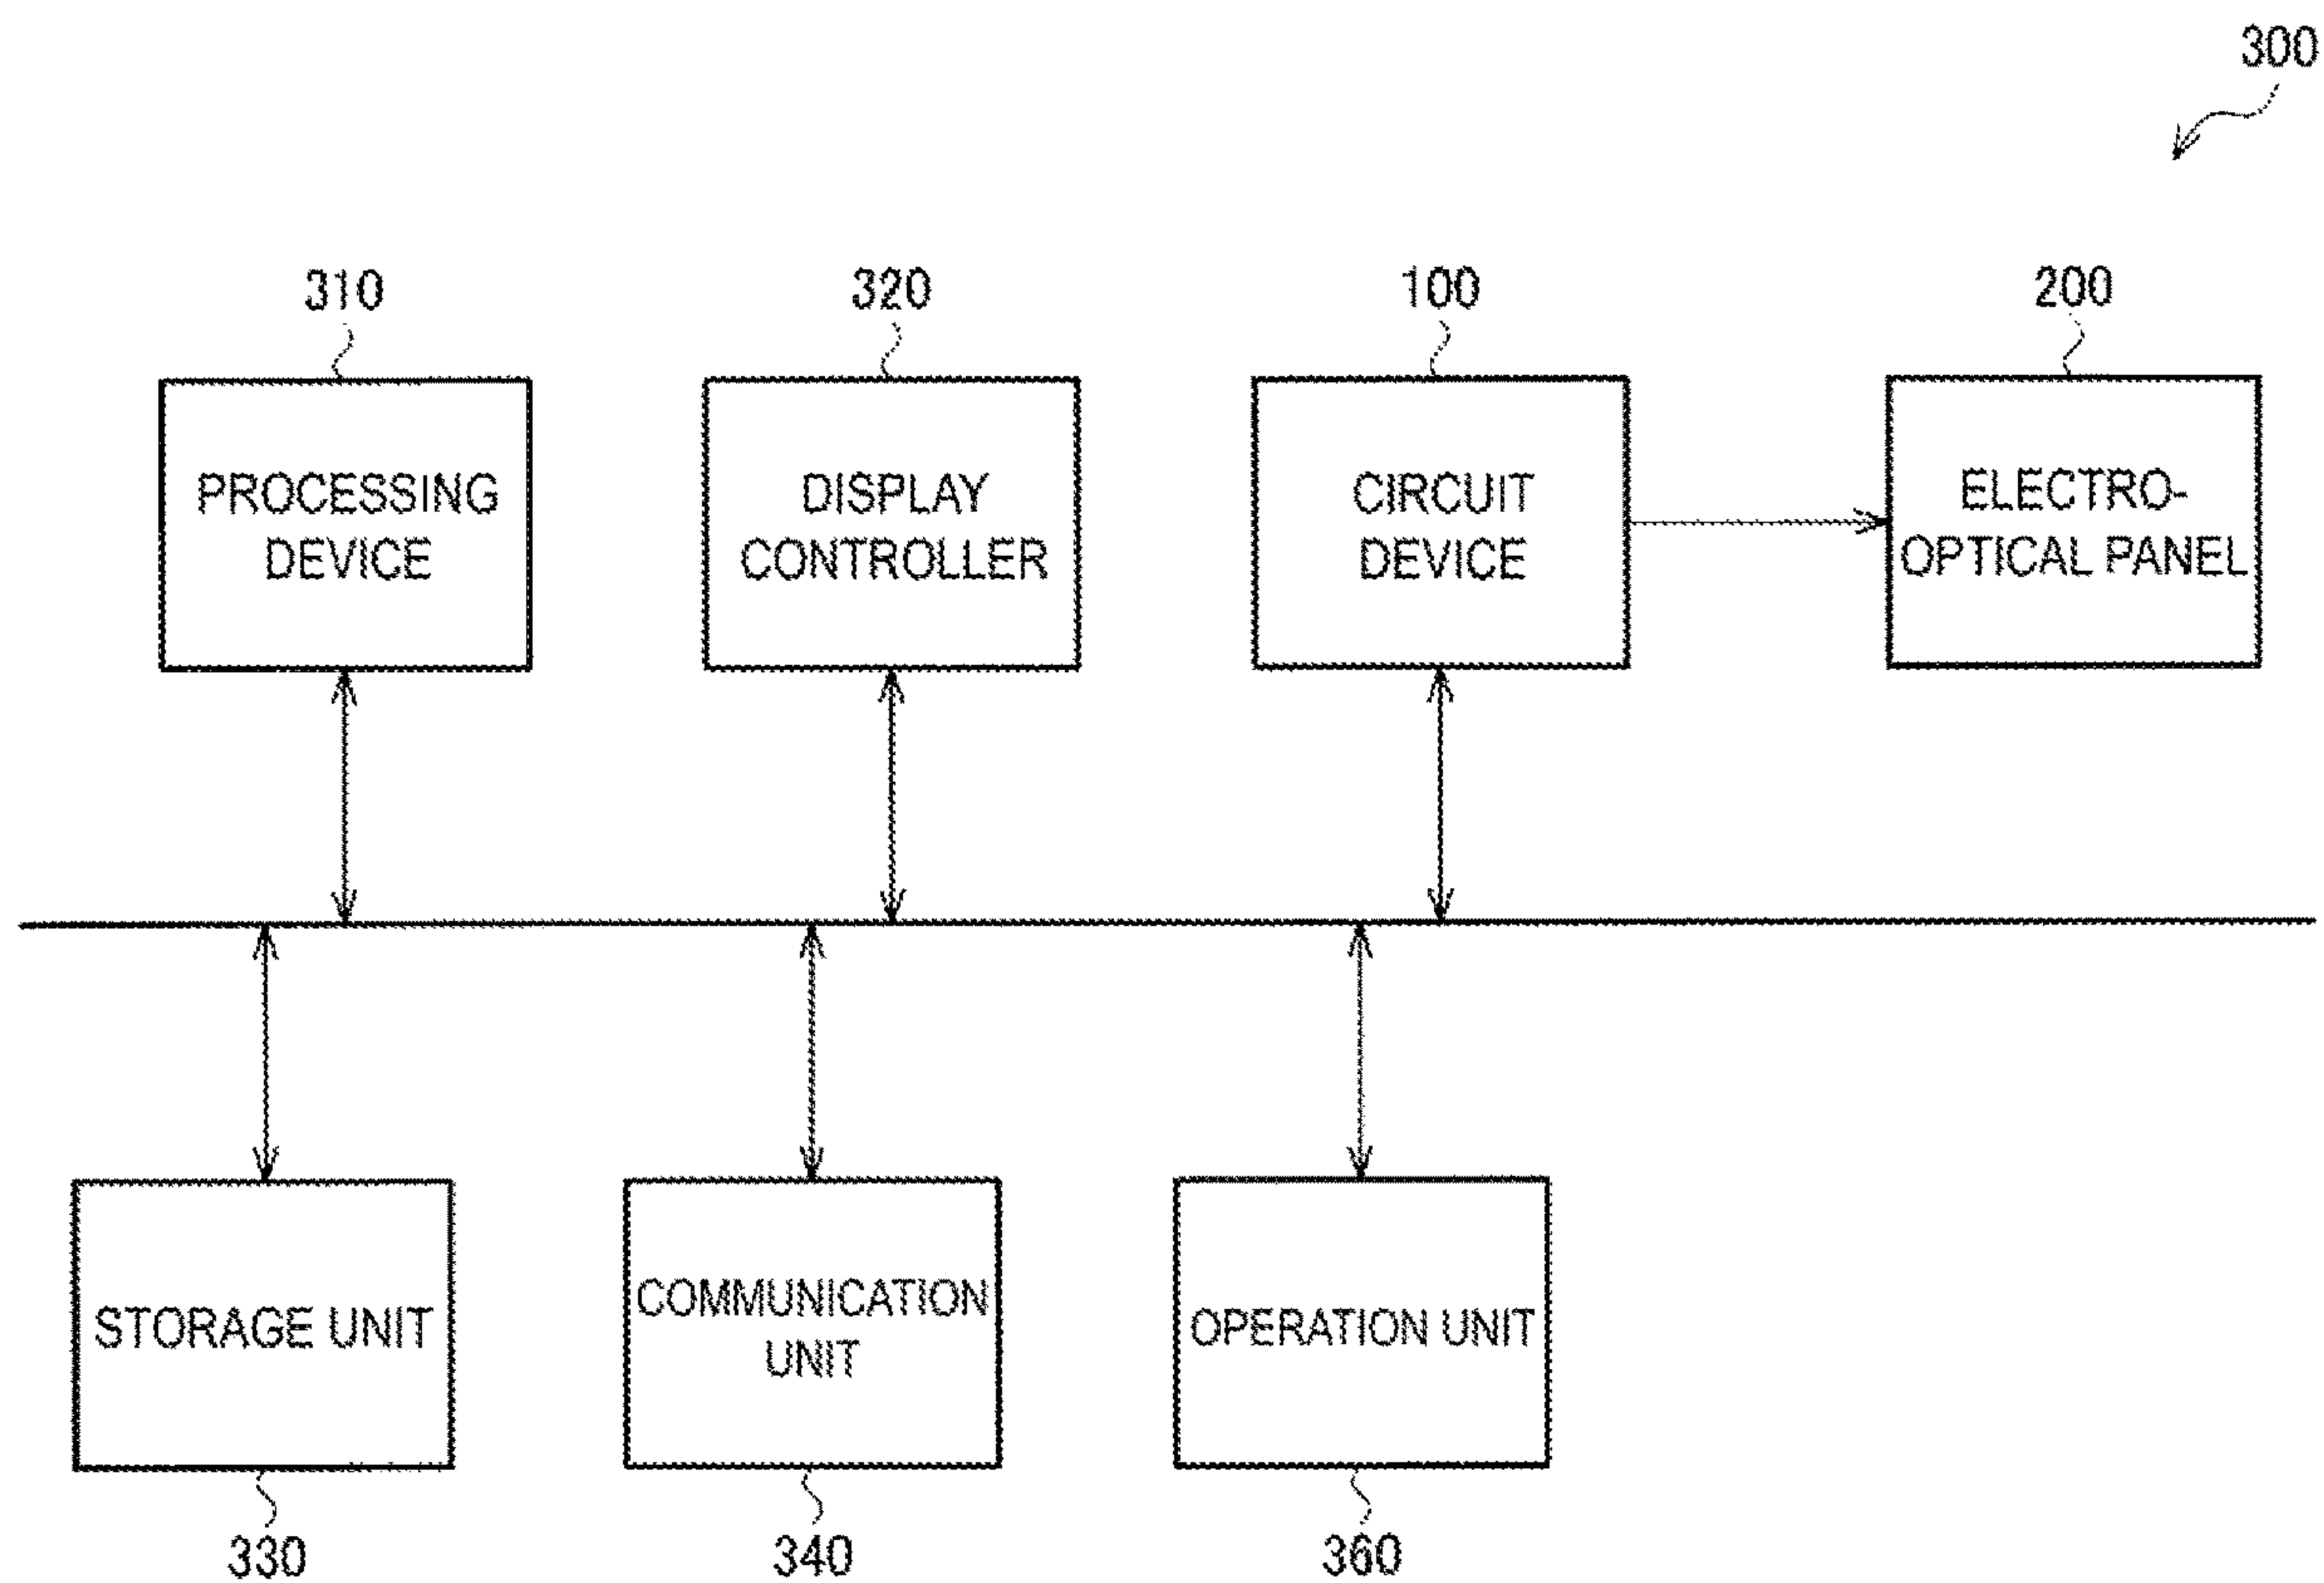 300
310
320
100
200
PROCESSING
DEVICE
DISPLAY
CONTROLLER
CIRCUIT
DEVICE
ELECTRO-
OPTICAL PANEL
STORAGE UNIT
COMMUNICATION
UNIT
OPERATION UNIT
330
340
360